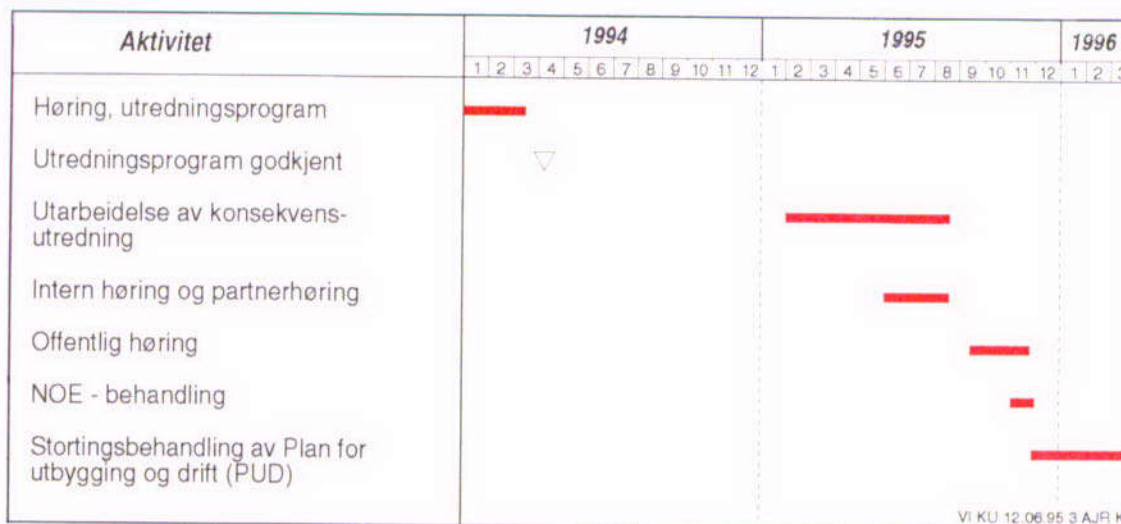 Aktivitet 1994 1995 1996
1 2 3 4 5 6 7 8 9 10 11 12 1 2 3 4 5 6 7 8 9 10 11 12 1 2 3
Høring, utredningsprogram
Utredningsprogram godkjent
Utarbeidelse av konsekvens-
utredning
Intern høring og partnerhøring
Offentlig høring
NOE - behandling
Stortingsbehandling av Plan for
utbygging og drift (PUD)
VI KU 12.06.95 3 AJR K